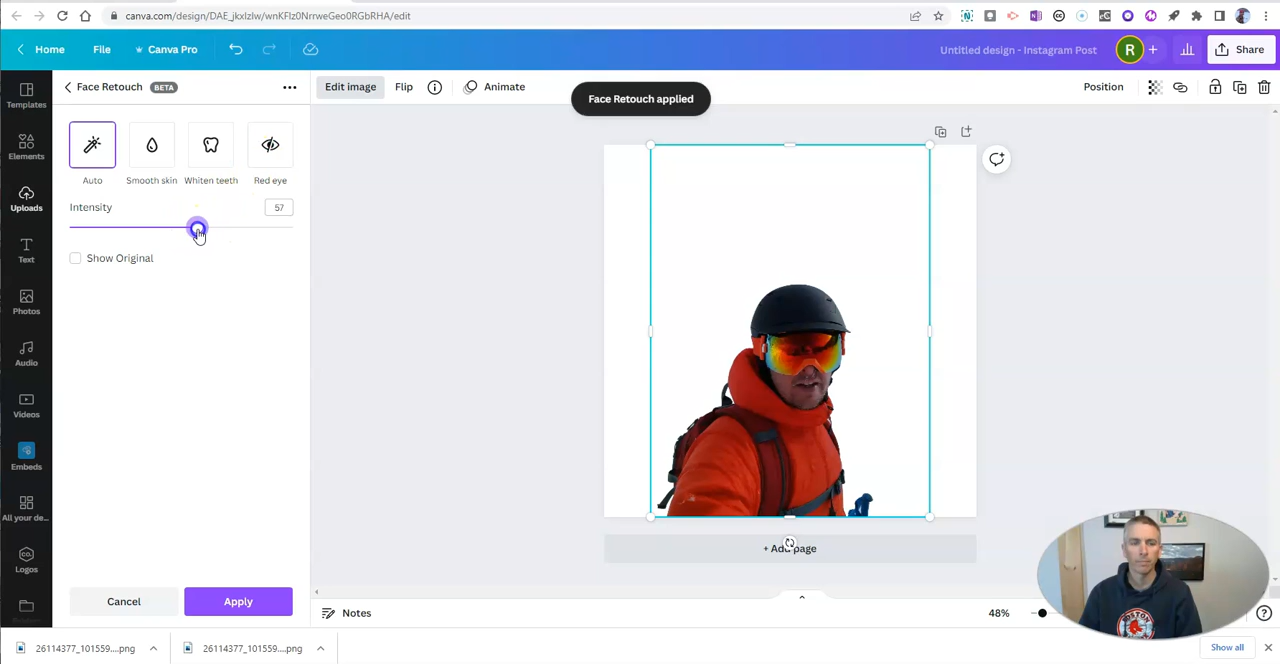 canva.com/design/DAE_jkxlzlw/wnKFlz0NrrweGeo0RGbRHA/edit
Home
File
Canva Pro
Untitled design - Instagram Post
R
Share
Templates
Elements
Uploads
Text
Photos
Audio
Videos
Embeds
All your de...
Logos
Face Retouch BETA
Auto
Smooth skin
Whiten teeth
Red eye
Intensity
57
Show Original
Cancel
Apply
Edit image
Flip
Animate
Face Retouch applied
Position
+ Add page
Notes
48%
BOSTON
26114377_101559....png
26114377_101559....png
Show all